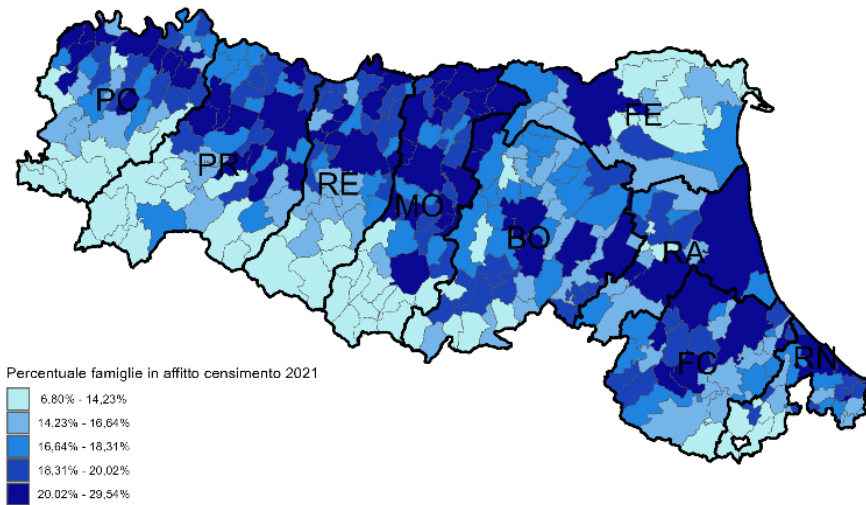 PC
PR
RE
MO
BO
FE
RA
FC
RN
Percentuale famiglie in affitto censimento 2021
6.80% - 14,23%
14.23% - 16,64%
16,64% - 18,31%
18,31% - 20,02%
20.02% - 29,54%